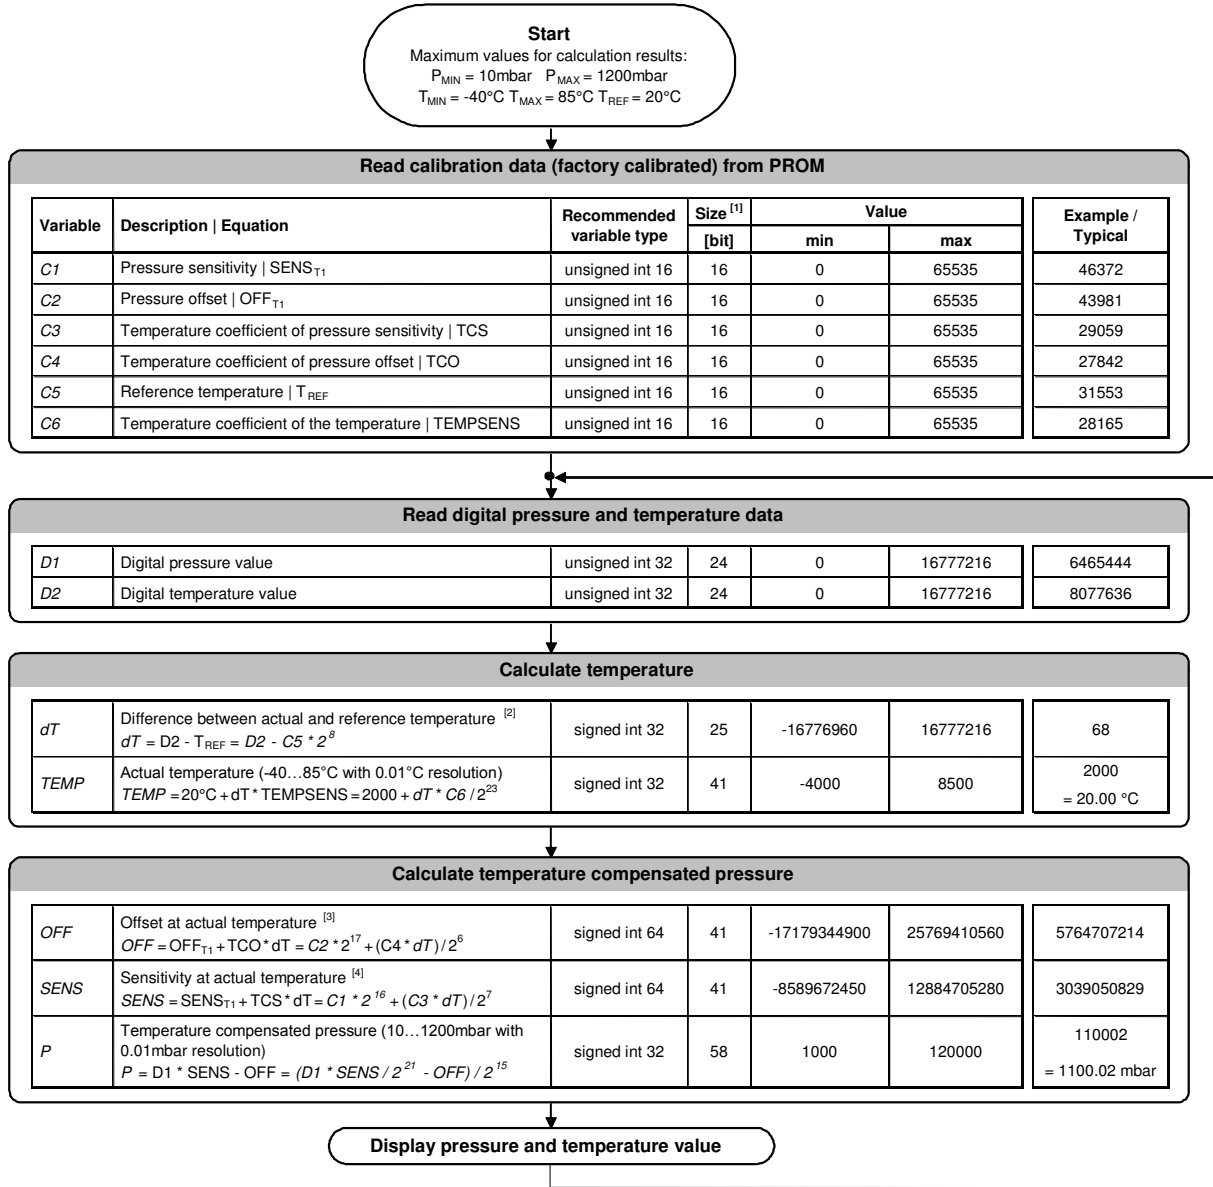 Start
Maximum values for calculation results:
P_MIN = 10mbar P_MAX = 1200mbar
T_MIN = -40°C T_MAX = 85°C T_REF = 20°C
Read calibration data (factory calibrated) from PROM
Variable Description | Equation Recommended variable type Size [1] [bit] Value min max Example / Typical
C1 Pressure sensitivity | SENS_T1 unsigned int 16 16 0 65535 46372
C2 Pressure offset | OFF_T1 unsigned int 16 16 0 65535 43981
C3 Temperature coefficient of pressure sensitivity | TCS unsigned int 16 16 0 65535 29059
C4 Temperature coefficient of pressure offset | TCO unsigned int 16 16 0 65535 27842
C5 Reference temperature | T_REF unsigned int 16 16 0 65535 31553
C6 Temperature coefficient of the temperature | TEMPSENS unsigned int 16 16 0 65535 28165
Read digital pressure and temperature data
D1 Digital pressure value unsigned int 32 24 0 16777216 6465444
D2 Digital temperature value unsigned int 32 24 0 16777216 8077636
Calculate temperature
dT Difference between actual and reference temperature [2]
dT = D2 - T_REF = D2 - C5 * 2^8 signed int 32 25 -16776960 16777216 68
TEMP Actual temperature (-40…85°C with 0.01°C resolution)
TEMP = 20°C + dT * TEMPSENS = 2000 + dT * C6 / 2^23 signed int 32 41 -4000 8500 2000
= 20.00 °C
Calculate temperature compensated pressure
OFF Offset at actual temperature [3]
OFF = OFF_T1 + TCO * dT = C2 * 2^17 + (C4 * dT) / 2^6 signed int 64 41 -17179344900 25769410560 5764707214
SENS Sensitivity at actual temperature [4]
SENS = SENS_T1 + TCS * dT = C1 * 2^16 + (C3 * dT) / 2^7 signed int 64 41 -8589672450 12884705280 3039050829
P Temperature compensated pressure (10…1200mbar with
0.01mbar resolution)
P = D1 * SENS - OFF = (D1 * SENS / 2^21 - OFF) / 2^15 signed int 32 58 1000 120000 110002
= 1100.02 mbar
Display pressure and temperature value